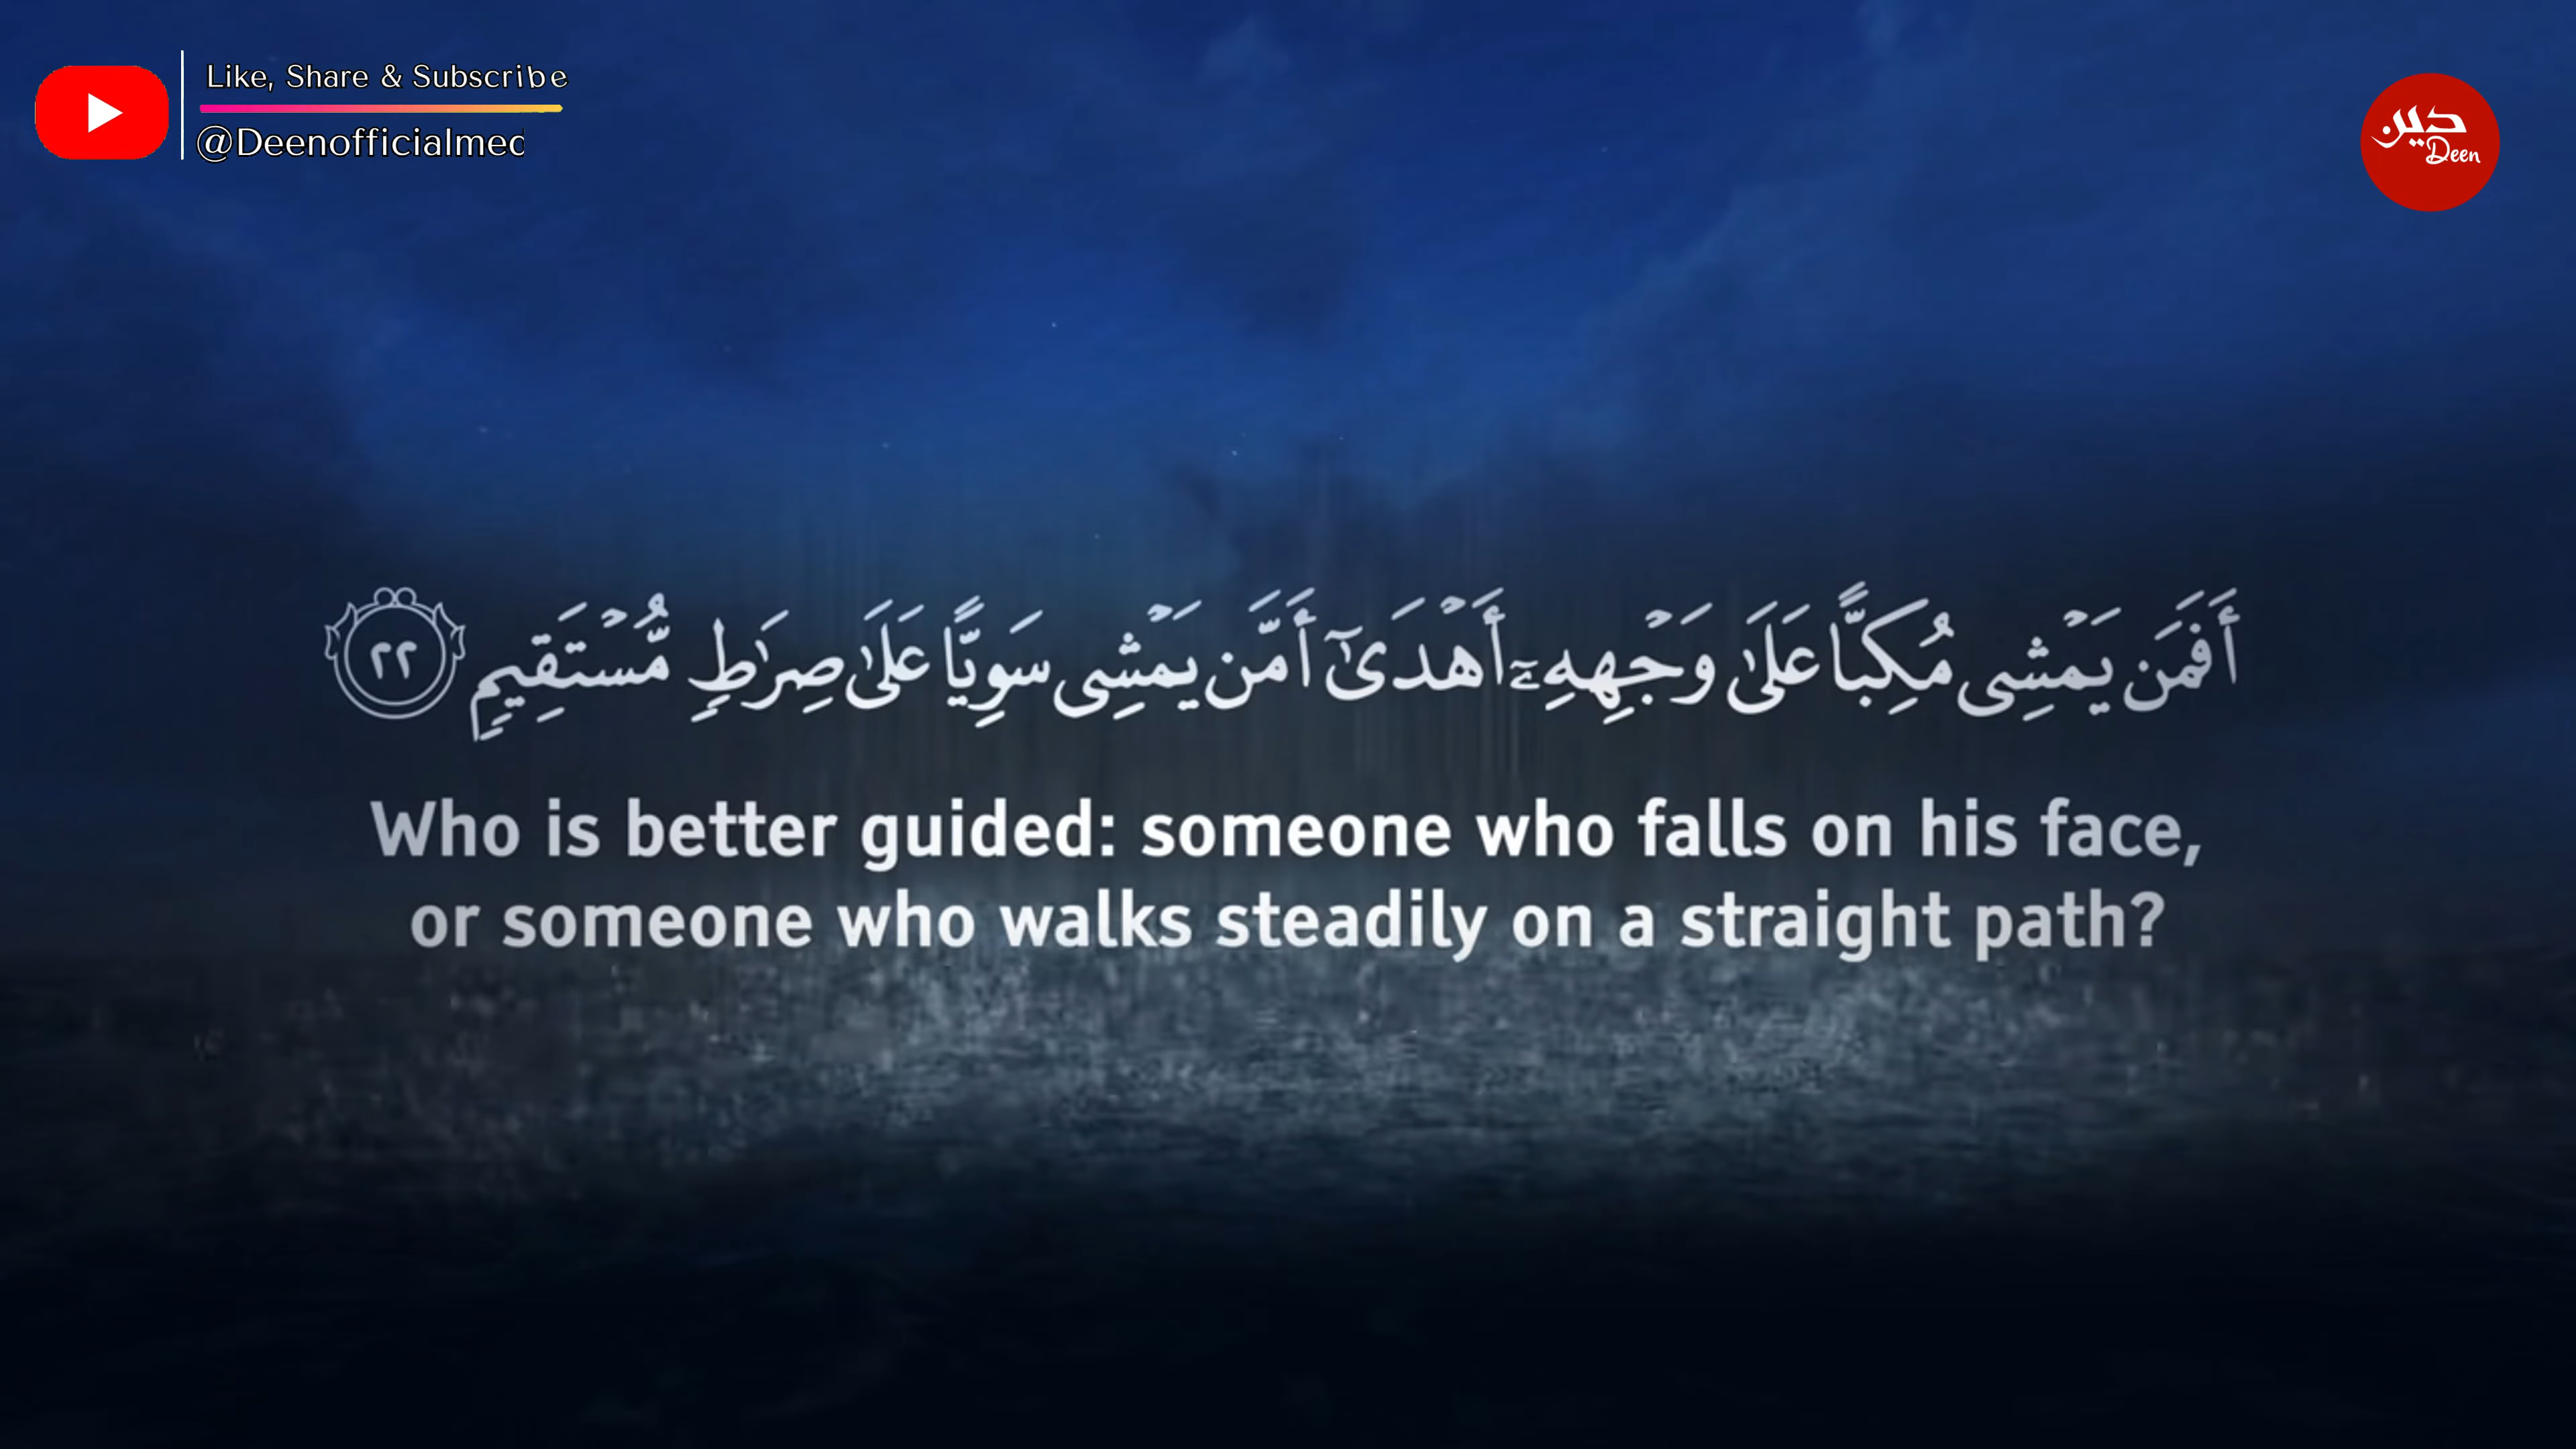 Like, Share & Subscribe
@Deenofficialmed
دين
Deen
أَفَمَن يَمْشِى مُكِبًّا عَلَىٰ وَجْهِهِۦٓ أَهْدَىٰٓ أَمَّن يَمْشِى سَوِيًّا عَلَىٰ صِرَٰطٍ مُّسْتَقِيمٍ ٢٢
Who is better guided: someone who falls on his face,
or someone who walks steadily on a straight path?